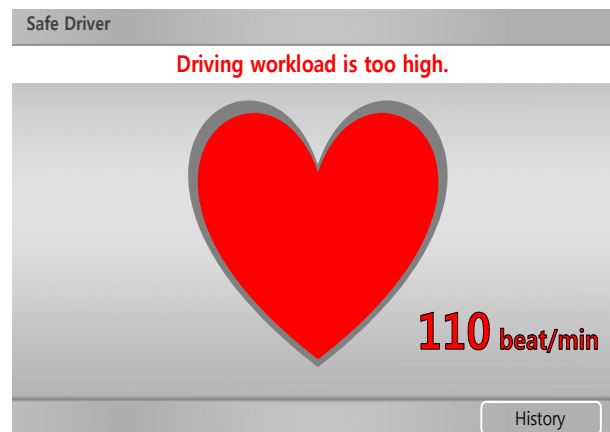 Safe Driver
Driving workload is too high.
110 beat/min
History